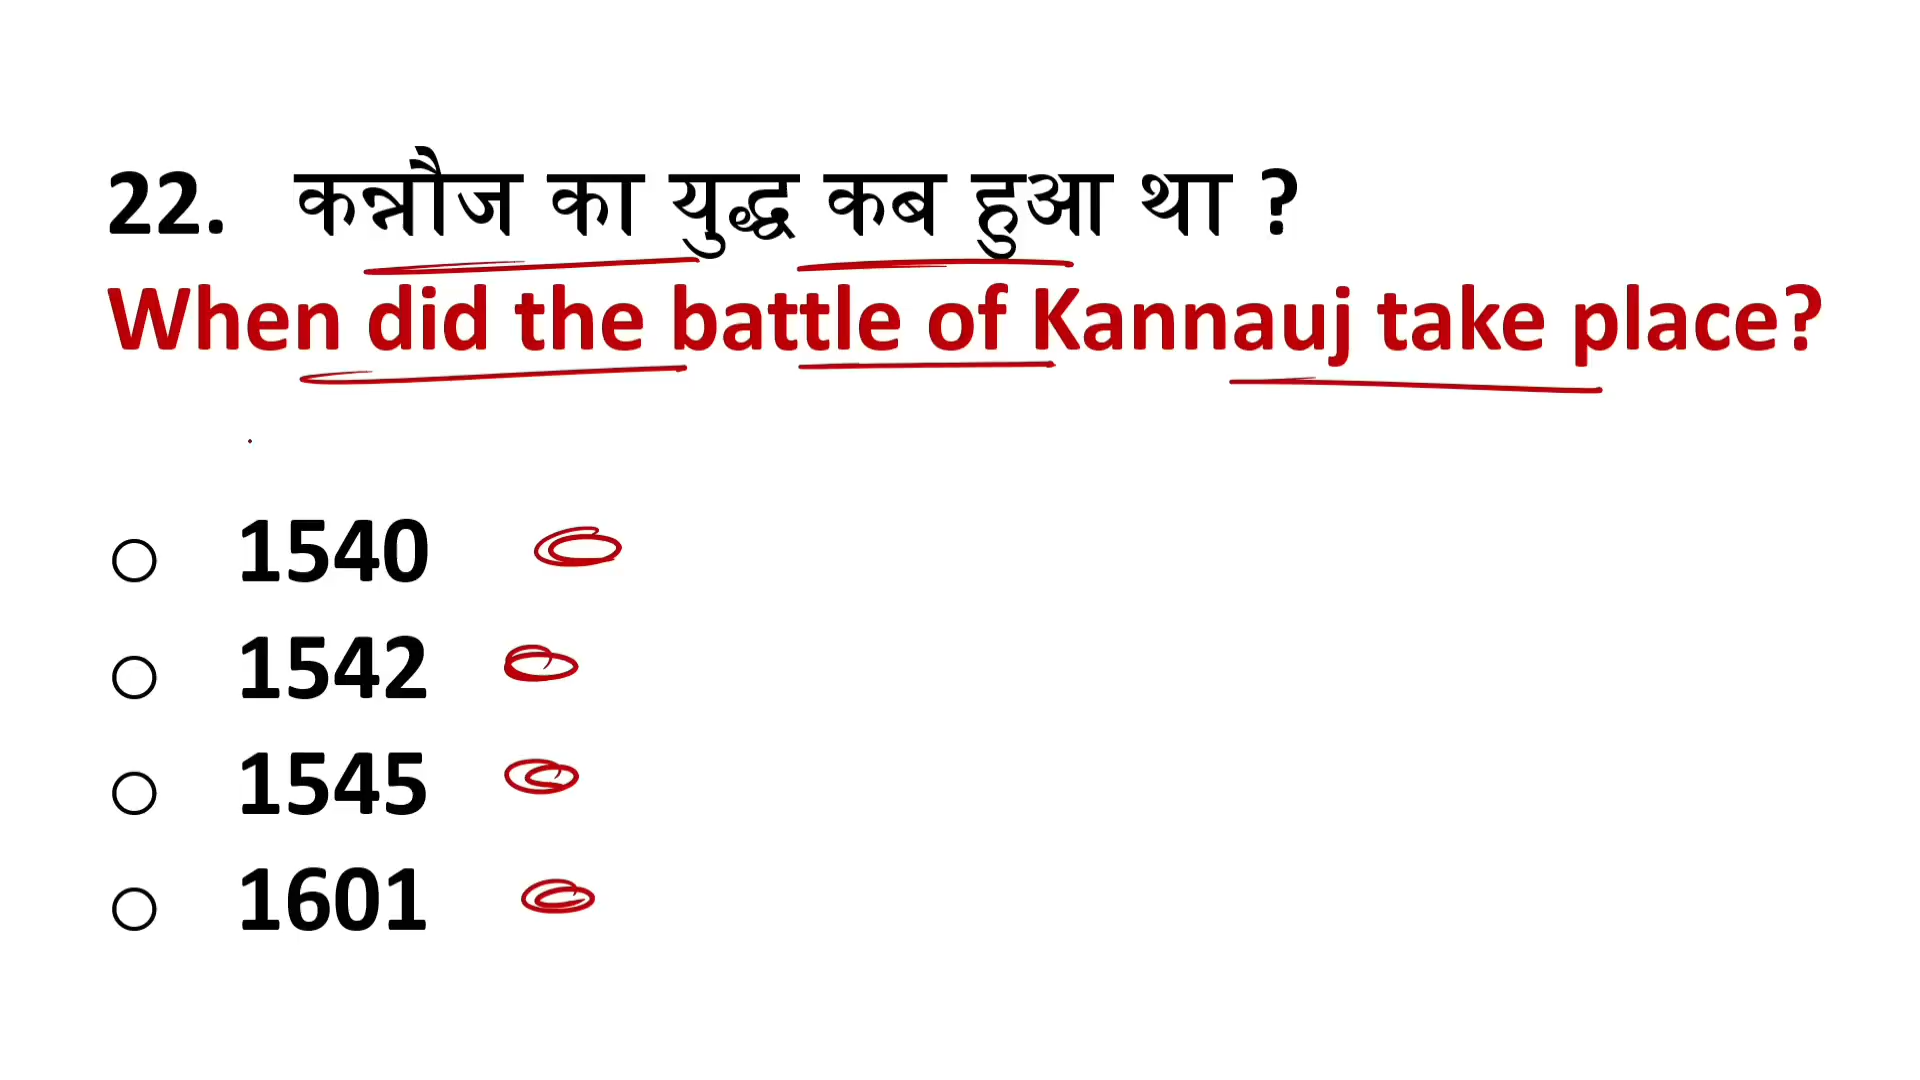 22. कन्नौज का युद्ध कब हुआ था ?
When did the battle of Kannauj take place?
1540
1542
1545
1601